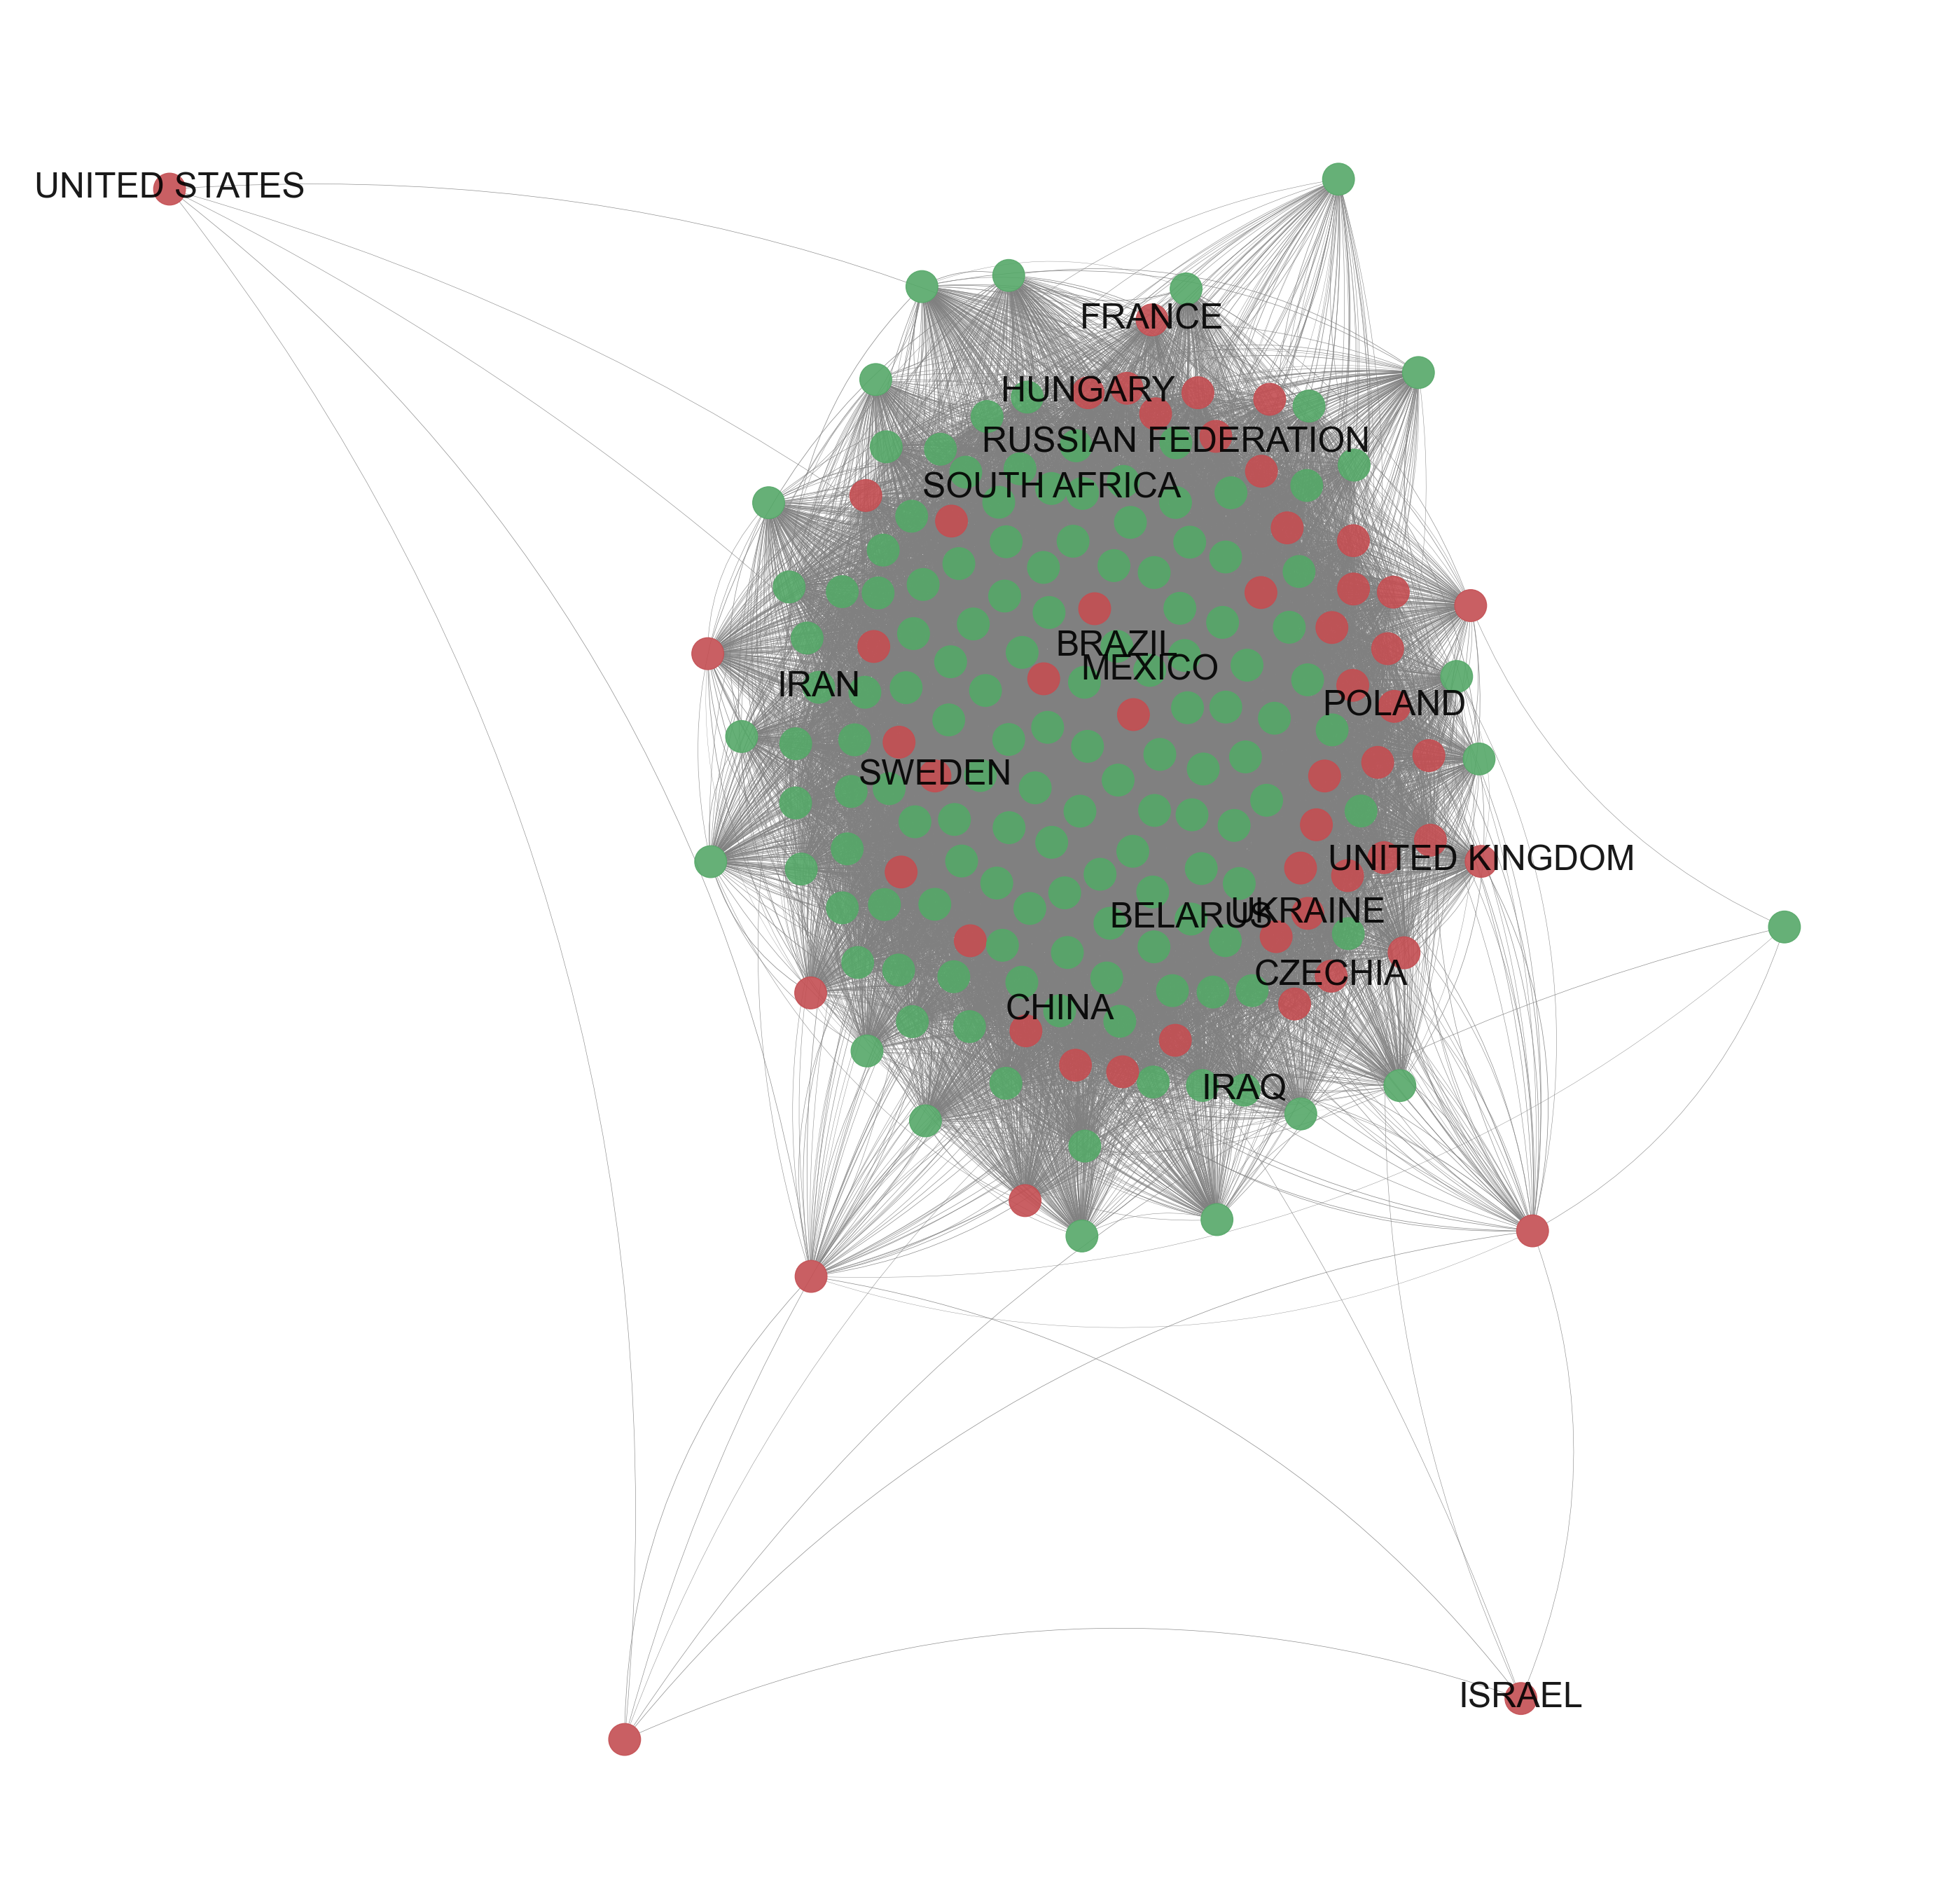 UNITED STATES
FRANCE
HUNGARY
RUSSIAN FEDERATION
SOUTH AFRICA
BRAZIL
MEXICO
IRAN
POLAND
SWEDEN
UNITED KINGDOM
BELARUS
UKRAINE
CZECHIA
CHINA
IRAQ
ISRAEL